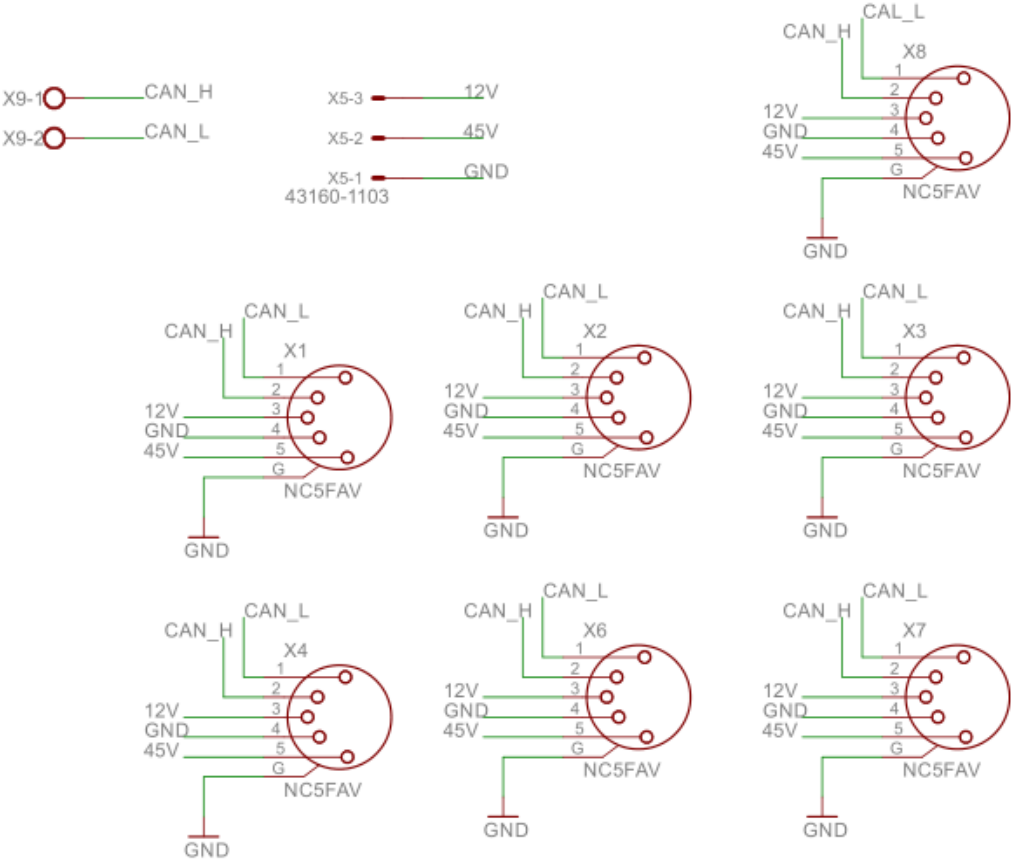 CAL_L
CAN_H
X8
1
2
12V 3
GND 4
45V 5
G
NC5FAV
GND
X9-1 CAN_H
X9-2 CAN_L
X5-3 12V
X5-2 45V
X5-1 GND
43160-1103
CAN_L
CAN_H
X1
1
2
12V 3
GND 4
45V 5
G
NC5FAV
GND
CAN_L
CAN_H
X2
1
2
12V 3
GND 4
45V 5
G
NC5FAV
GND
CAN_L
CAN_H
X3
1
2
12V 3
GND 4
45V 5
G
NC5FAV
GND
CAN_L
CAN_H
X4
1
2
12V 3
GND 4
45V 5
G
NC5FAV
GND
CAN_L
CAN_H
X6
1
2
12V 3
GND 4
45V 5
G
NC5FAV
GND
CAN_L
CAN_H
X7
1
2
12V 3
GND 4
45V 5
G
NC5FAV
GND